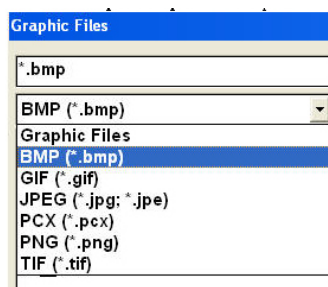 Graphic Files
*.bmp
BMP (*.bmp)
Graphic Files
BMP (*.bmp)
GIF (*.gif)
JPEG (*.jpg; *.jpe)
PCX (*.pcx)
PNG (*.png)
TIF (*.tif)